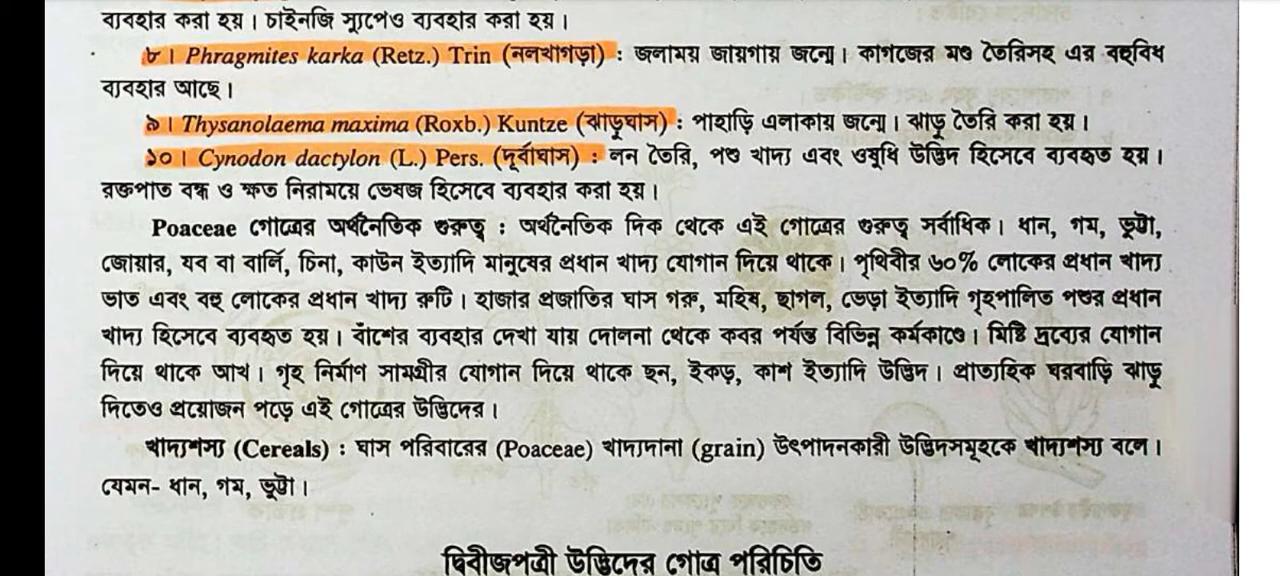 ব্যবহার করা হয়। চাইনজি স্যুপেও ব্যবহার করা হয়।
৮। Phragmites karka (Retz.) Trin (নলখাগড়া) : জলাময় জায়গায় জন্মে। কাগজের মণ্ড তৈরিসহ এর বহুবিধ
ব্যবহার আছে।
৯। Thysanolaema maxima (Roxb.) Kuntze (ঝাড়ুঘাস) : পাহাড়ি এলাকায় জন্মে। ঝাড়ু তৈরি করা হয়।
১০। Cynodon dactylon (L.) Pers. (দূর্বাঘাস) : লন তৈরি, পশু খাদ্য এবং ওষুধি উদ্ভিদ হিসেবে ব্যবহৃত হয়।
রক্তপাত বন্ধ ও ক্ষত নিরাময়ে ভেষজ হিসেবে ব্যবহার করা হয়।
Poaceae গোত্রের অর্থনৈতিক গুরুত্ব : অর্থনৈতিক দিক থেকে এই গোত্রের গুরুত্ব সর্বাধিক। ধান, গম, ভুট্টা,
জোয়ার, যব বা বার্লি, চিনা, কাউন ইত্যাদি মানুষের প্রধান খাদ্য যোগান দিয়ে থাকে। পৃথিবীর ৬০% লোকের প্রধান খাদ্য
ভাত এবং বহু লোকের প্রধান খাদ্য রুটি। হাজার প্রজাতির ঘাস গরু, মহিষ, ছাগল, ভেড়া ইত্যাদি গৃহপালিত পশুর প্রধান
খাদ্য হিসেবে ব্যবহৃত হয়। বাঁশের ব্যবহার দেখা যায় দোলনা থেকে কবর পর্যন্ত বিভিন্ন কর্মকাণ্ডে। মিষ্টি দ্রব্যের যোগান
দিয়ে থাকে আখ। গৃহ নির্মাণ সামগ্রীর যোগান দিয়ে থাকে ছন, ইকড়, কাশ ইত্যাদি উদ্ভিদ। প্রাত্যহিক ঘরবাড়ি ঝাড়ু
দিতেও প্রয়োজন পড়ে এই গোত্রের উদ্ভিদের।
খাদ্যশস্য (Cereals) : ঘাস পরিবারের (Poaceae) খাদ্যদানা (grain) উৎপাদনকারী উদ্ভিদসমূহকে খাদ্যশস্য বলে।
যেমন- ধান, গম, ভুট্টা।
দ্বিবীজপত্রী উদ্ভিদের গোত্র পরিচিতি